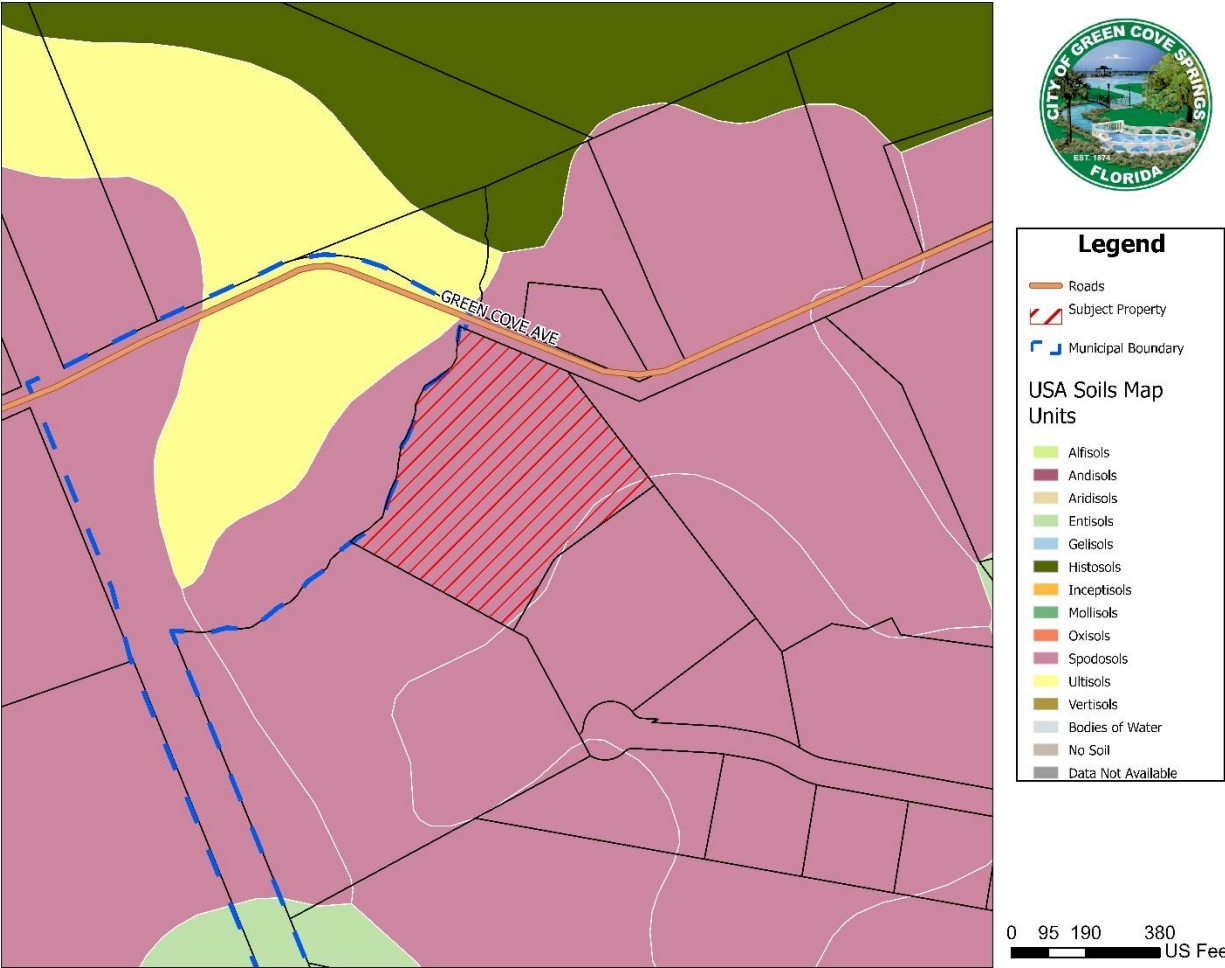 CITY OF GREEN COVE SPRINGS
EST. 1874
FLORIDA
GREEN COVE AVE
Legend
Roads
Subject Property
Municipal Boundary
USA Soils Map
Units
Alfisols
Andisols
Aridisols
Entisols
Gelisols
Histosols
Inceptisols
Mollisols
Oxisols
Spodosols
Ultisols
Vertisols
Bodies of Water
No Soil
Data Not Available
0 95 190 380
US Fee